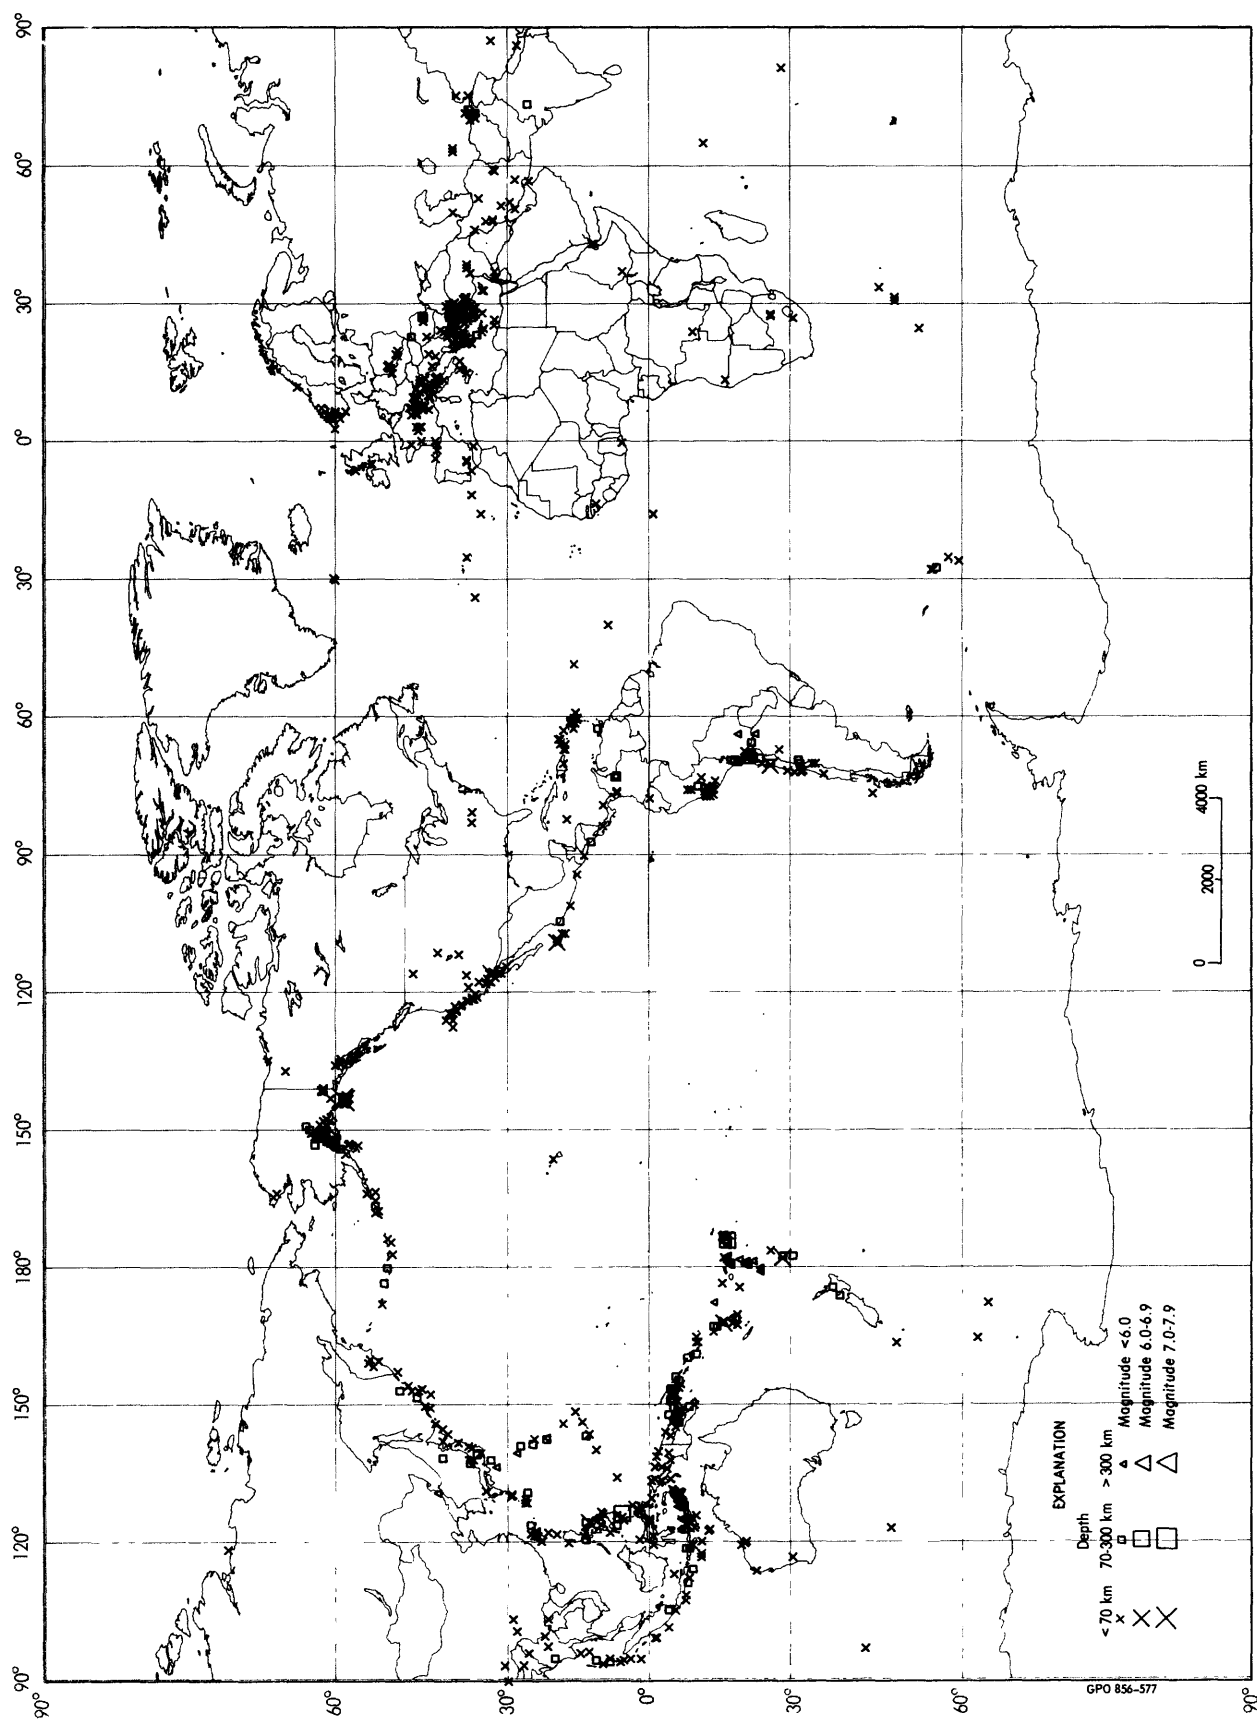 90° 120° 150° 180° 150° 120° 90° 60° 30° 0° 30° 60° 90°
90°
60°
30°
0°
30°
60°
90°
0 2000 4000 km
EXPLANATION
Depth
<70 km 70-300 km >300 km
Magnitude <6.0
Magnitude 6.0-6.9
Magnitude 7.0-7.9
GPO 856-577